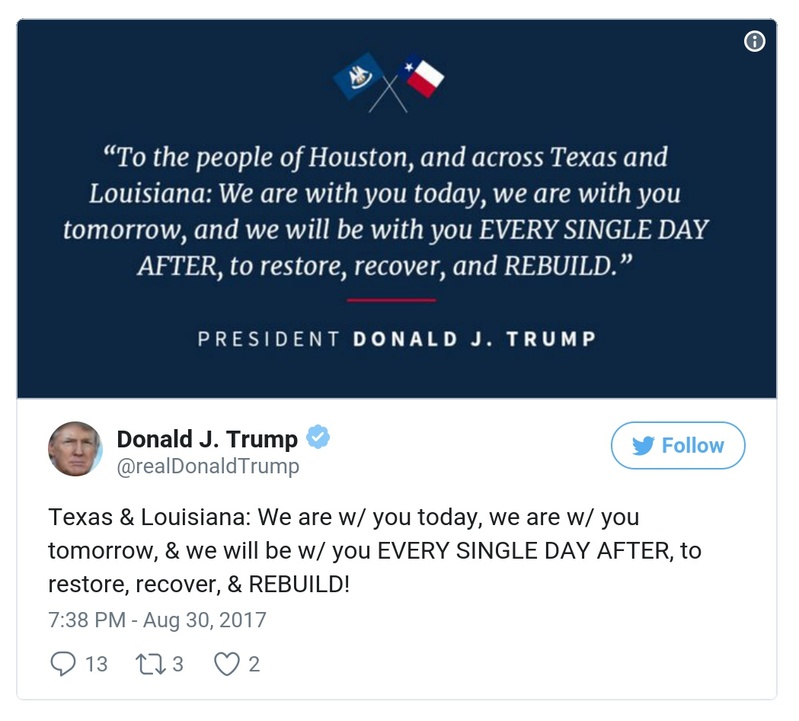 “To the people of Houston, and across Texas and
Louisiana: We are with you today, we are with you
tomorrow, and we will be with you EVERY SINGLE DAY
AFTER, to restore, recover, and REBUILD.”
PRESIDENT DONALD J. TRUMP
Donald J. Trump
Follow
@realDonaldTrump
Texas & Louisiana: We are w/ you today, we are w/ you
tomorrow, & we will be w/ you EVERY SINGLE DAY AFTER, to
restore, recover, & REBUILD!
7:38 PM - Aug 30, 2017
13 3 2